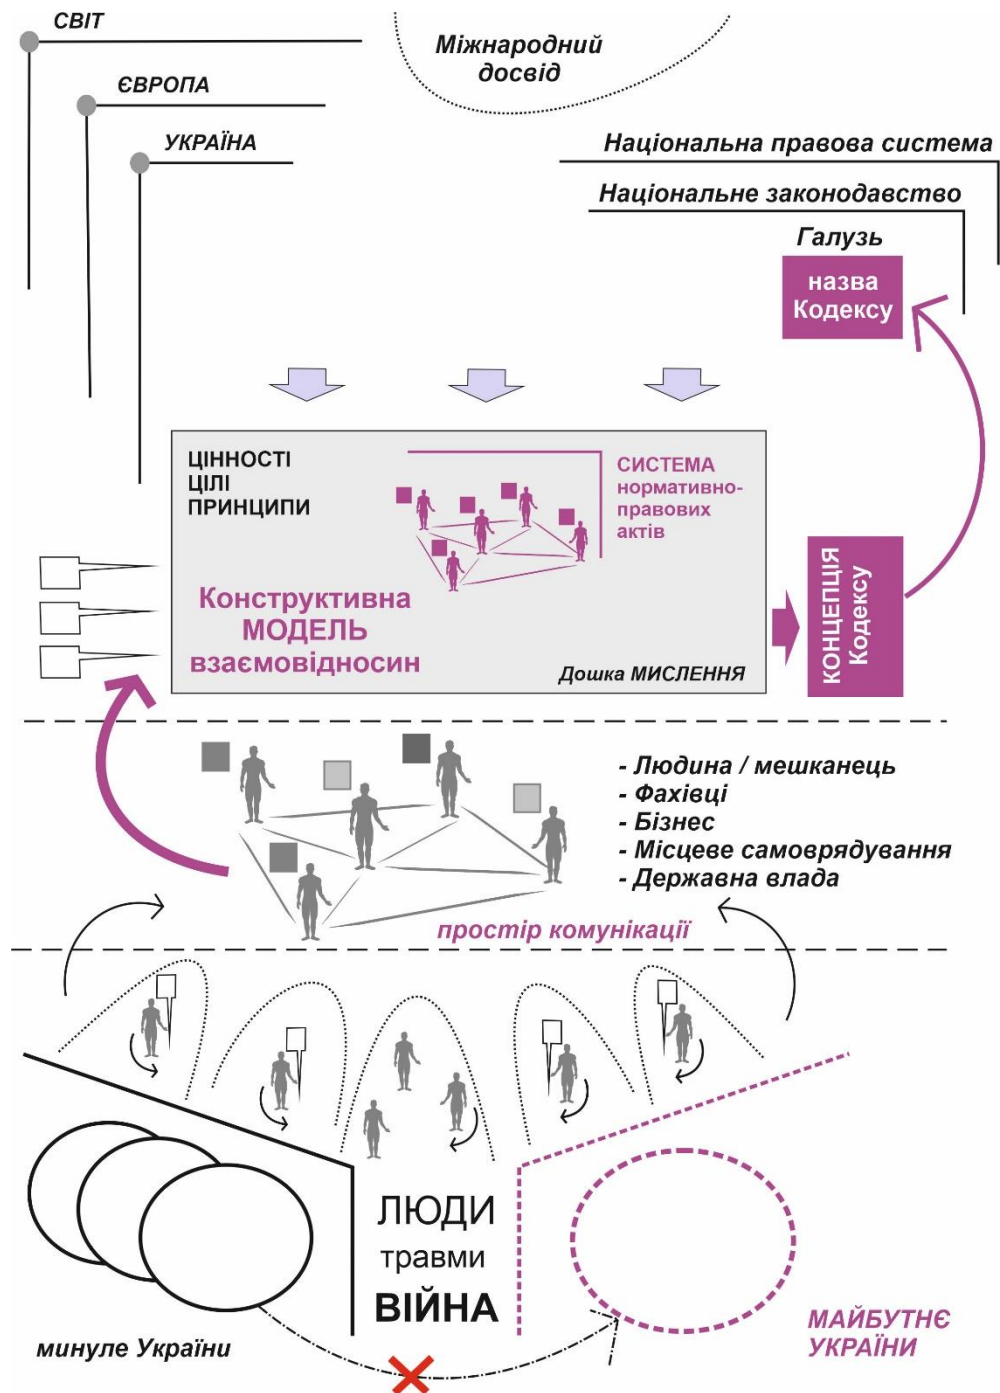 СВІТ
Міжнародний
досвід
ЄВРОПА
УКРАЇНА
Національна правова система
Національне законодавство
Галузь
назва
Кодексу
ЦІННОСТІ
ЦІЛІ
ПРИНЦИПИ
СИСТЕМА
нормативно-
правових
актів
Конструктивна
МОДЕЛЬ
взаємовідносин
Дошка МИСЛЕННЯ
КОНЦЕПЦІЯ
Кодексу
- Людина / мешканець
- Фахівці
- Бізнес
- Місцеве самоврядування
- Державна влада
простір комунікації
ЛЮДИ
травми
ВІЙНА
минуле України
МАЙБУТНЄ
УКРАЇНИ